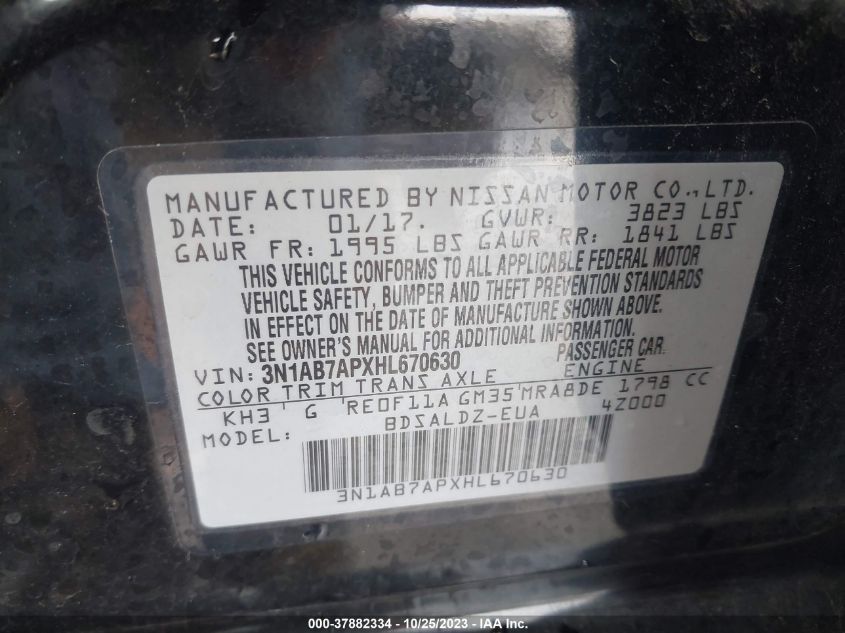 MANUFACTURED BY NISSAN MOTOR CO., LTD.
DATE: 01/17. GVWR: 3823 LBS
GAWR FR: 1995 LBS GAWR RR: 1841 LBS
THIS VEHICLE CONFORMS TO ALL APPLICABLE FEDERAL MOTOR
VEHICLE SAFETY, BUMPER AND THEFT PREVENTION STANDARDS
IN EFFECT ON THE DATE OF MANUFACTURE SHOWN ABOVE.
SEE OWNER'S MANUAL FOR ADDITIONAL INFORMATION.
VIN: 3N1AB7APXHL670630 PASSENGER CAR
COLOR TRIM TRANS AXLE ENGINE
KH3 G RE0F11A GM35 MRA8DE 1798 CC
MODEL: BDSALDZ-EUA 4Z000
3N1AB7APXHL670630
000-37882334 | 10/25/2023 - IAA Inc.